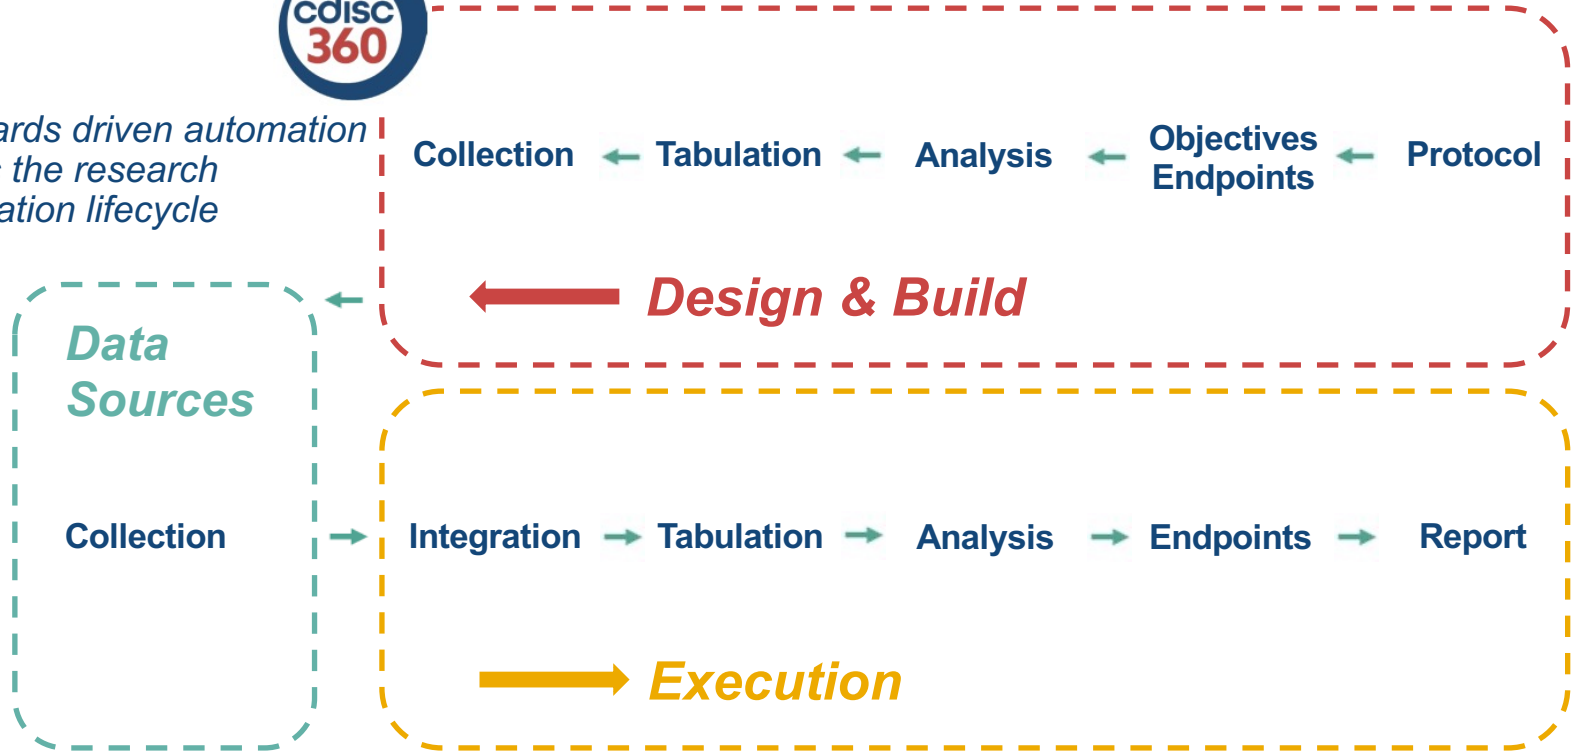 cdisc
360
ards driven automation
the research
ation lifecycle
Collection
Tabulation
Analysis
Objectives
Endpoints
Protocol
Design & Build
Data
Sources
Collection
Integration
Tabulation
Analysis
Endpoints
Report
Execution